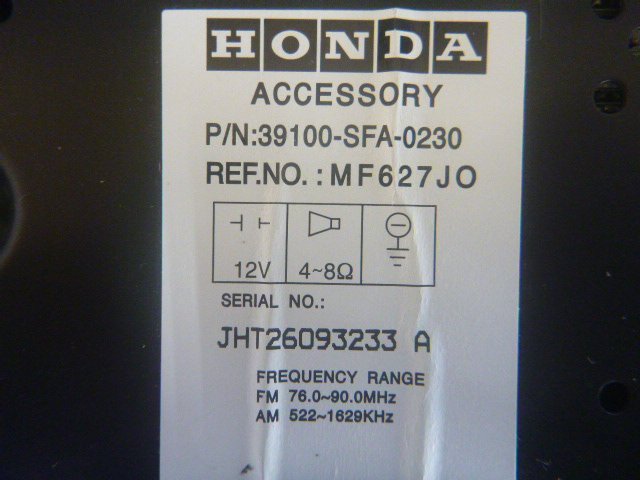 HONDA
ACCESSORY
P/N:39100-SFA-0230
REF.NO. : MF627JO
12V 4~8Ω
SERIAL NO.:
JHT26093233 A
FREQUENCY RANGE
FM 76.0~90.0MHz
AM 522~1629KHz